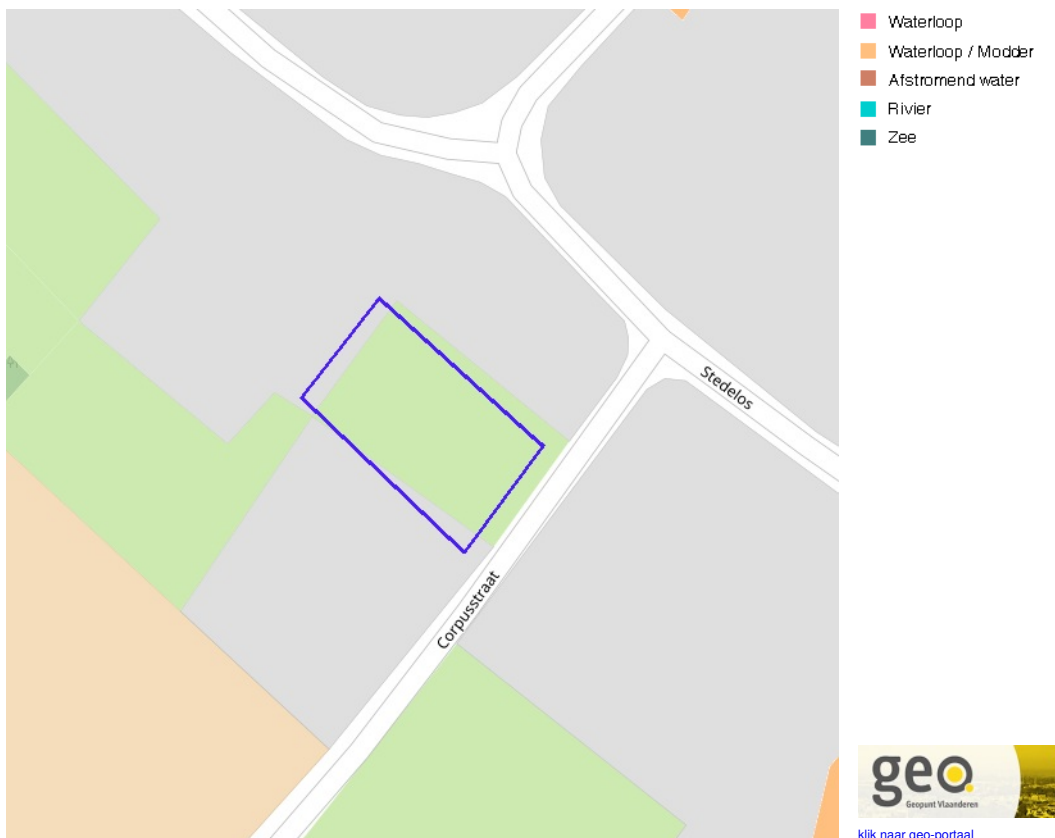 Waterloop
Waterloop / Modder
Afstromend water
Rivier
Zee
Stedelos
Corpusstraat
geo.
Geopunt Vlaanderen
klik naar geo-portaal